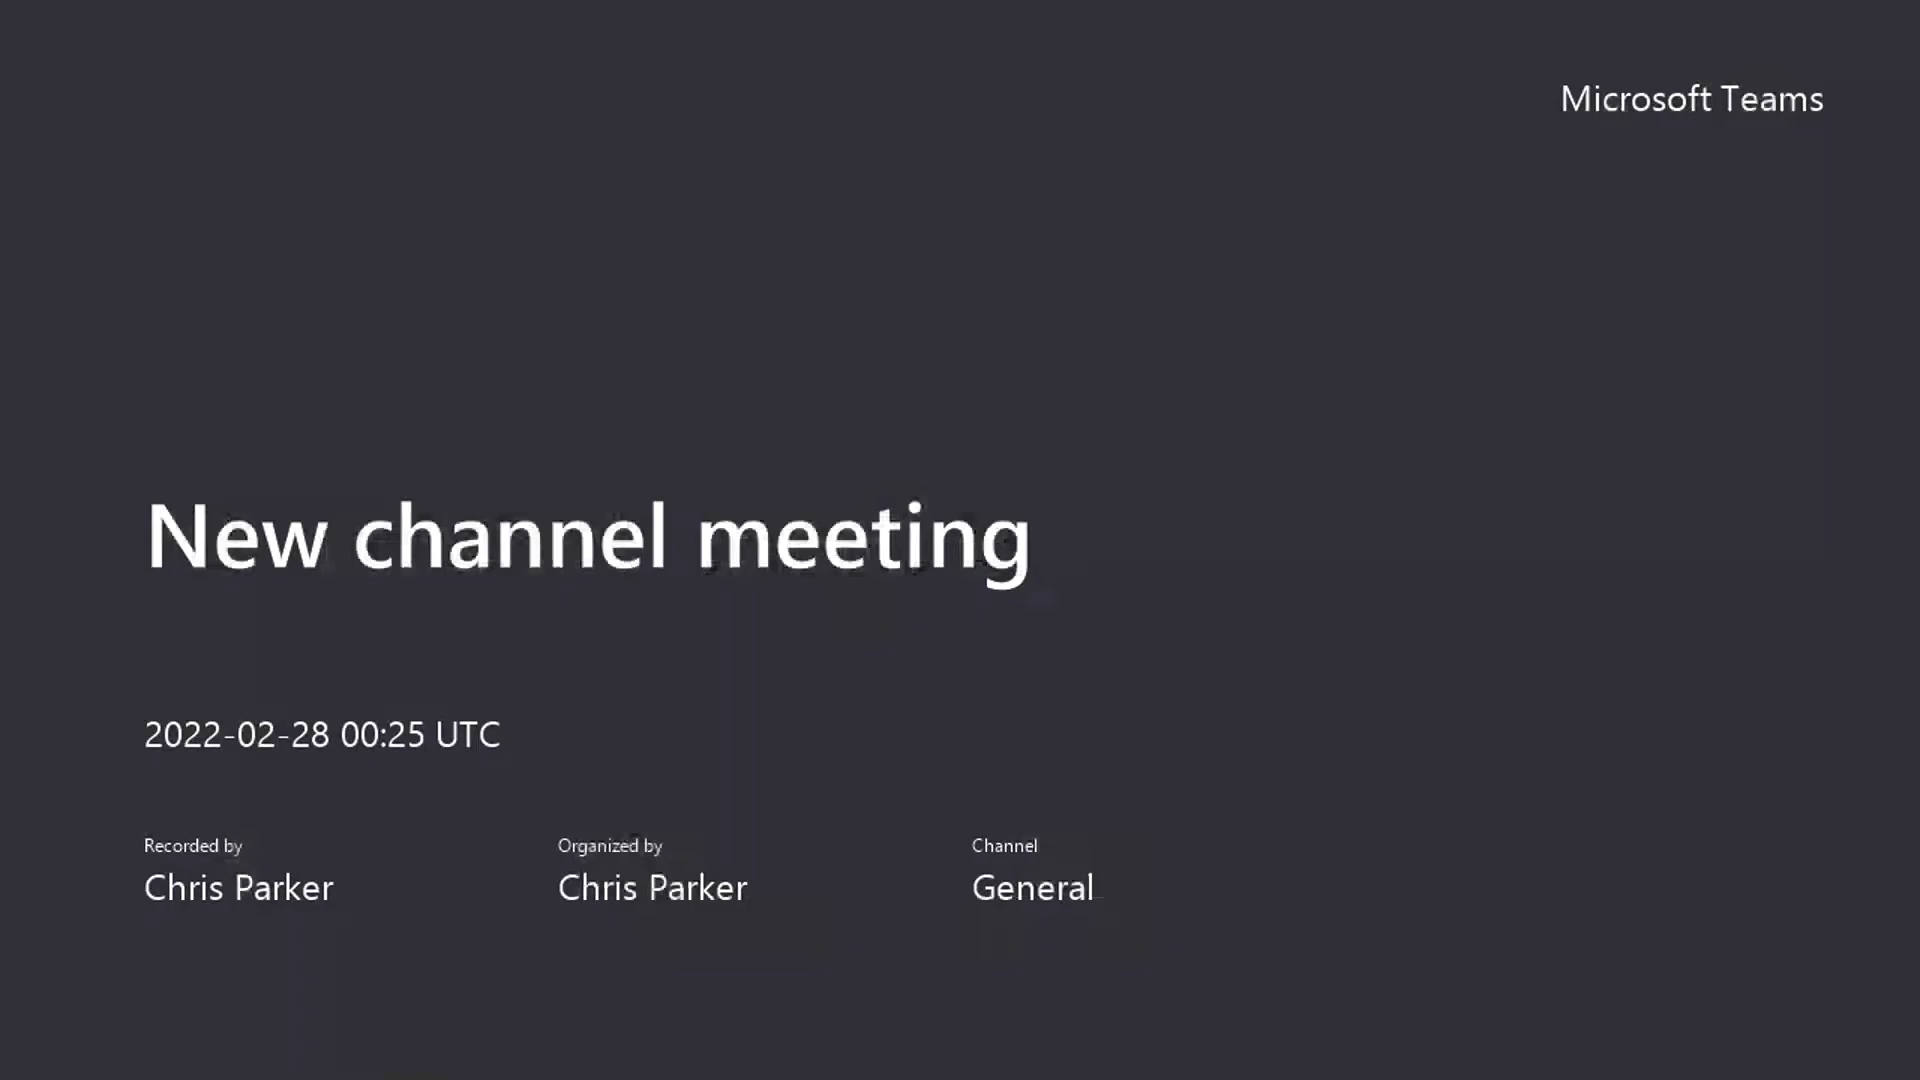 Microsoft Teams
New channel meeting
2022-02-28 00:25 UTC
Recorded by
Chris Parker
Organized by
Chris Parker
Channel
General